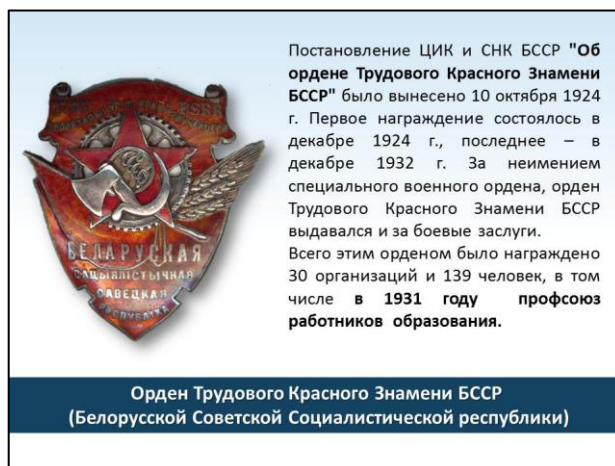 Постановление ЦИК и СНК БССР "Об
ордене Трудового Красного Знамени
БССР" было вынесено 10 октября 1924
г. Первое награждение состоялось в
декабре 1924 г., последнее – в
декабре 1932 г. За неимением
специального военного ордена, орден
Трудового Красного Знамени БССР
выдавался и за боевые заслуги.
Всего этим орденом было награждено
30 организаций и 139 человек, в том
числе в 1931 году профсоюз
работников образования.
БЕЛАРУСКАЯ
САЦЫЯЛІСТЫЧНАЯ
САВЕЦКАЯ
РЭСПУБЛІКА
Орден Трудового Красного Знамени БССР
(Белорусской Советской Социалистической республики)